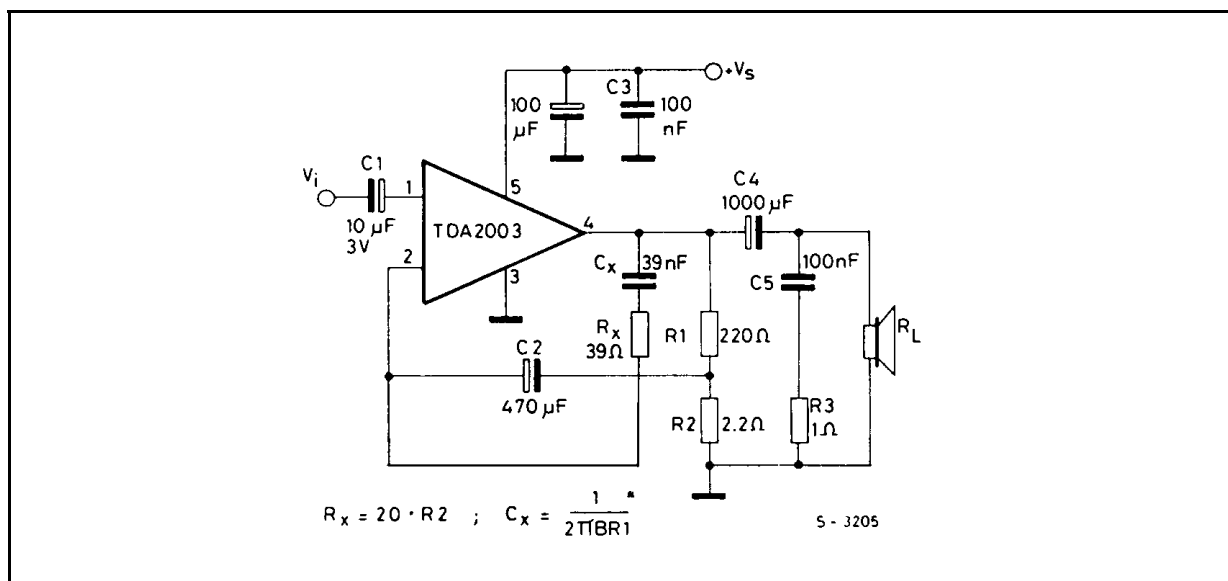 +Vs
C3
100 µF
100 nF
Vi
C1
10 µF
3V
1
5
TDA2003
4
2
3
C4
1000 µF
Cx
39nF
100nF
C5
Rx
39Ω
R1
220Ω
RL
C2
470 µF
R2
2.2Ω
R3
1Ω
Rx = 20 · R2 ; Cx = 1 / 2πBR1 *
S - 3205